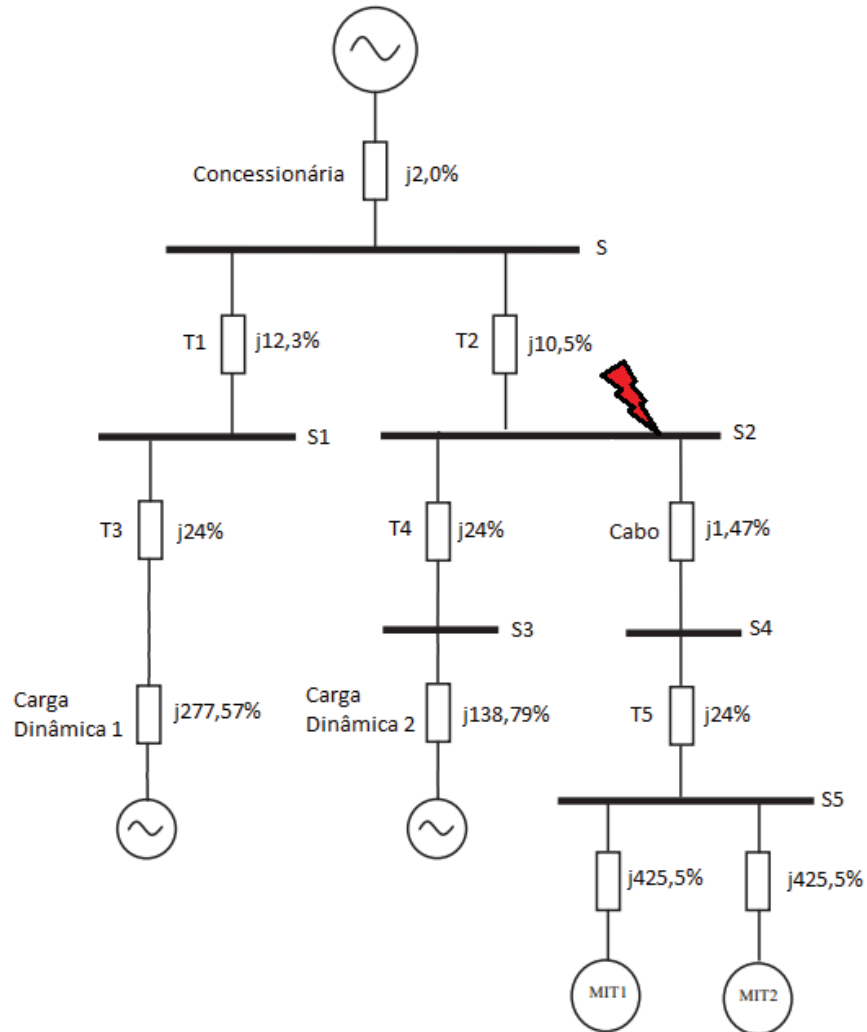 Concessionária
j2,0%
S
T1
j12,3%
T2
j10,5%
S1
S2
T3
j24%
T4
j24%
Cabo
j1,47%
S3
S4
Carga
Dinâmica 1
j277,57%
Carga
Dinâmica 2
j138,79%
T5
j24%
S5
j425,5%
j425,5%
MIT1
MIT2